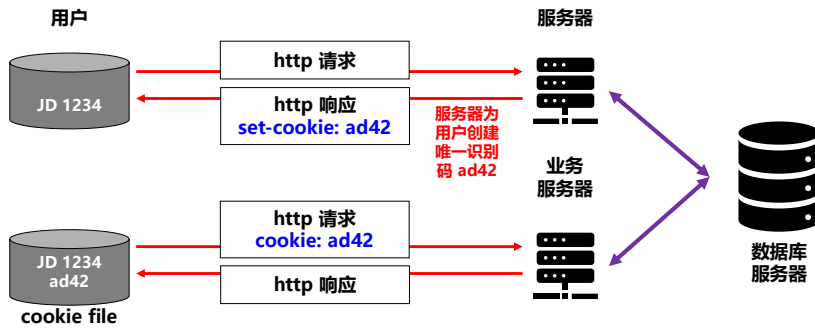 用户
服务器
JD 1234
http 请求
http 响应
set-cookie: ad42
服务器为
用户创建
唯一识别
码 ad42
业务
服务器
JD 1234
ad42
cookie file
http 请求
cookie: ad42
http 响应
数据库
服务器